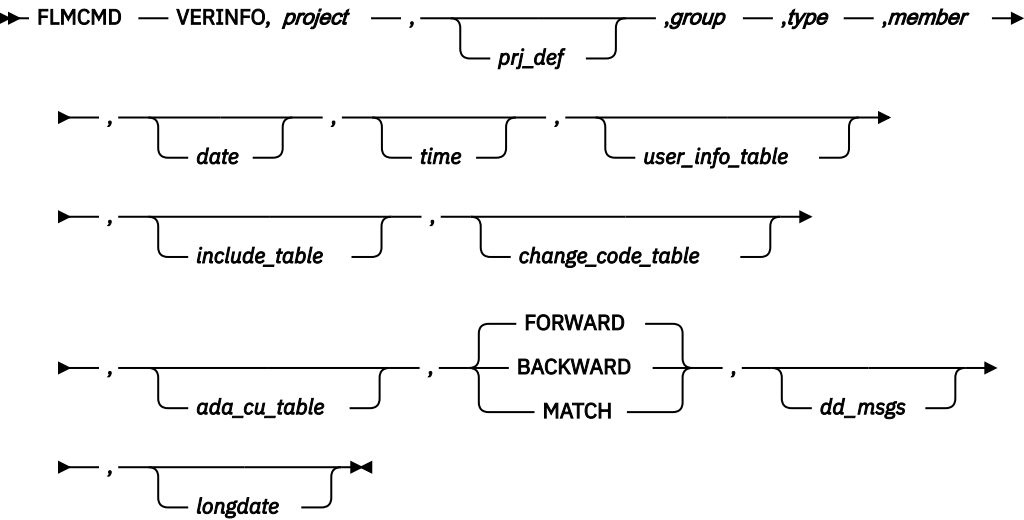 FLMCMD VERINFO, project , ,group ,type ,member
prj_def
, , ,
date time user_info_table
, ,
include_table change_code_table
FORWARD
, , BACKWARD ,
ada_cu_table MATCH dd_msgs
,
longdate